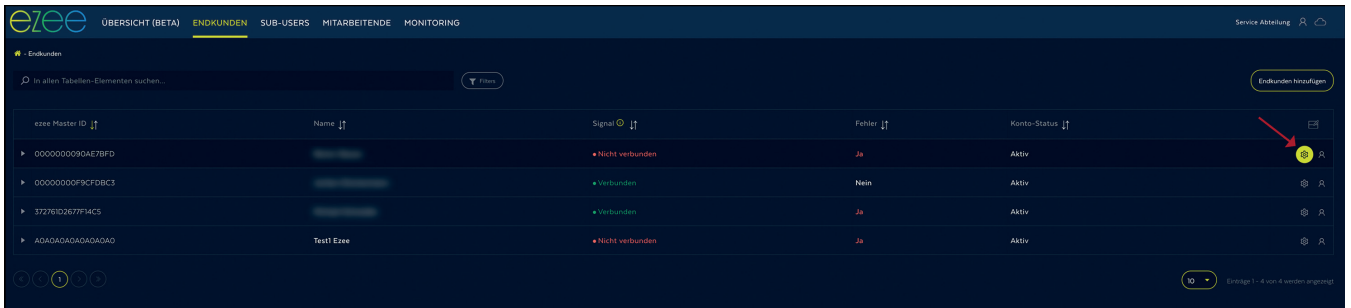 ezee ÜBERSICHT (BETA) ENDKUNDEN SUB-USERS MITARBEITENDE MONITORING Service Abteilung
- Endkunden
In allen Tabellen-Elementen suchen... Filters Endkunden hinzufügen
ezee Master ID Name Signal Fehler Konto-Status
0000000090AE7BFD Nicht verbunden Ja Aktiv
00000000F9CFDBC3 Verbunden Nein Aktiv
372761D2677F14C5 Verbunden Ja Aktiv
A0A0A0A0A0A0A0A0 Test1 Ezee Nicht verbunden Ja Aktiv
1 10 Einträge 1 - 4 von 4 werden angezeigt